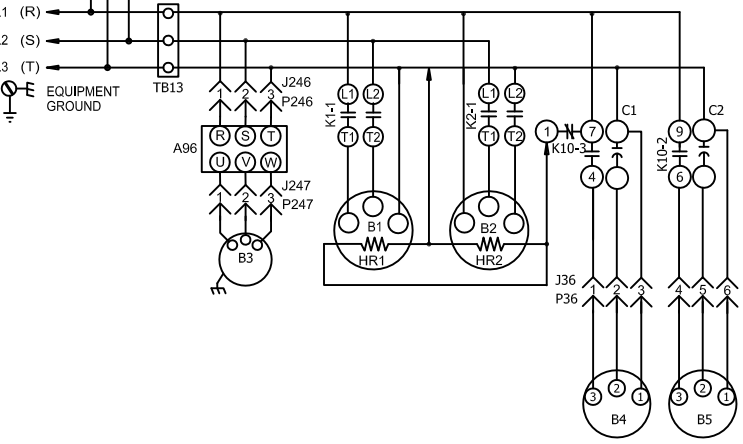 1 (R)
2 (S)
3 (T)
EQUIPMENT
GROUND
TB13
J246
1 2 3
P246
A96
R S T
U V W
J247
1 2 3
P247
B3
K1-1
L1 L2
T1 T2
B1
HR1
K2-1
L1 L2
T1 T2
B2
HR2
1
K10-3
7
4
C1
K10-2
9
6
C2
J36
P36
1 2 3 4 5 6
3 2 1
B4
3 2 1
B5